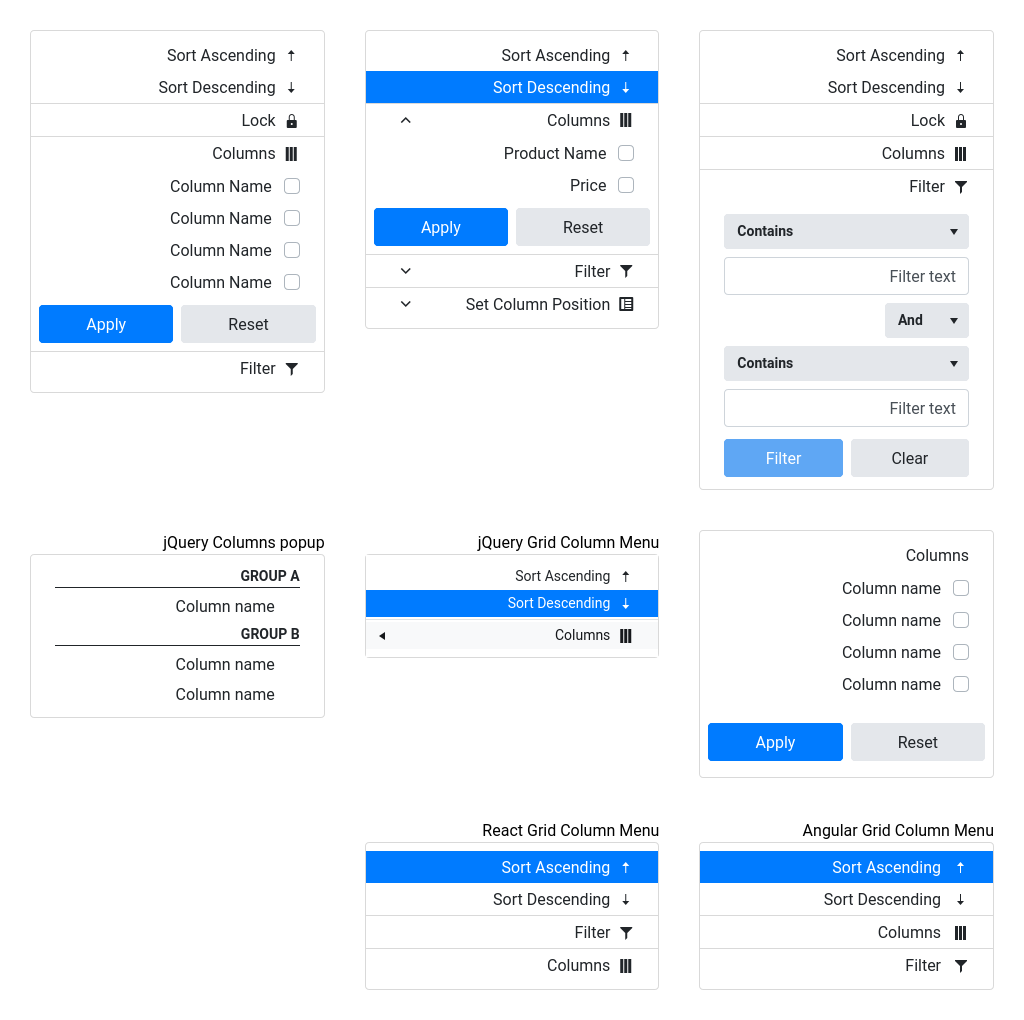 Sort Ascending
Sort Descending
Lock
Columns
Column Name
Column Name
Column Name
Column Name
Apply Reset
Filter
Sort Ascending
Sort Descending
Columns
Product Name
Price
Apply Reset
Filter
Set Column Position
Sort Ascending
Sort Descending
Lock
Columns
Filter
Contains
Filter text
And
Contains
Filter text
Filter Clear
jQuery Columns popup
GROUP A
Column name
GROUP B
Column name
Column name
jQuery Grid Column Menu
Sort Ascending
Sort Descending
Columns
Columns
Column name
Column name
Column name
Column name
Apply Reset
React Grid Column Menu
Sort Ascending
Sort Descending
Filter
Columns
Angular Grid Column Menu
Sort Ascending
Sort Descending
Columns
Filter